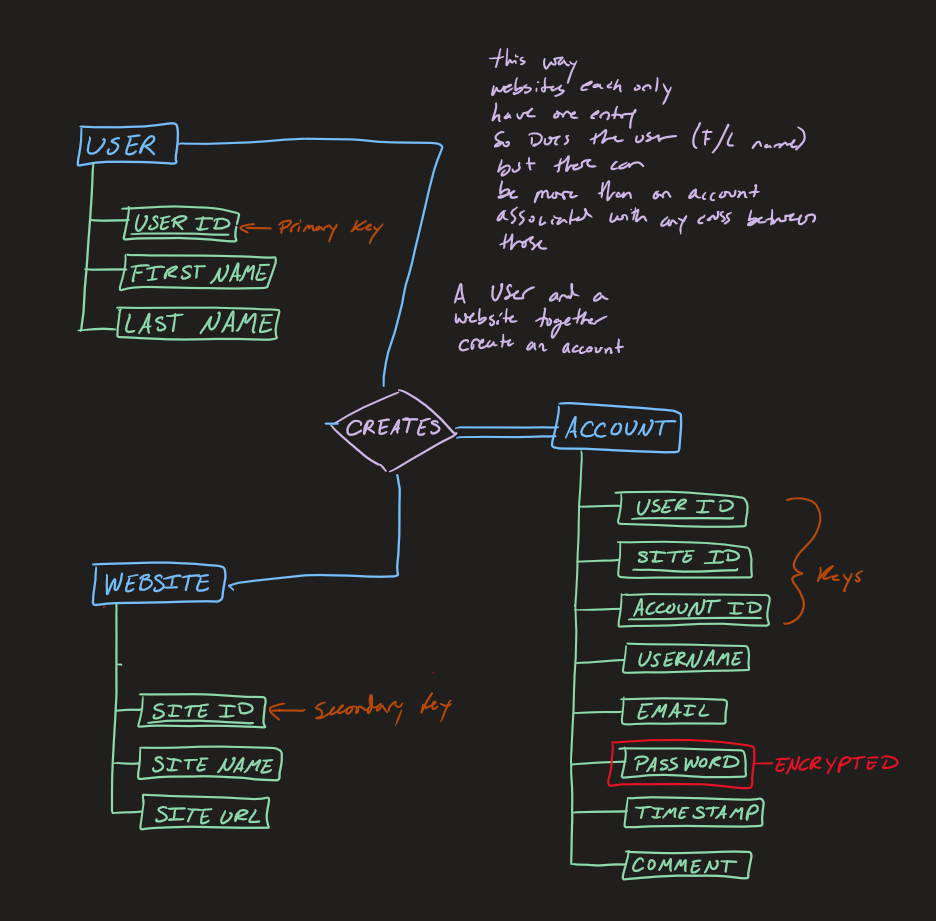 this way
websites each only
have one entry
So Does the user (F/L name)
but there can
be more than on account
associated with any cross between
those
A User and a
website together
create an account
USER
USER ID
Primary Key
FIRST NAME
LAST NAME
CREATES
ACCOUNT
USER ID
SITE ID
ACCOUNT ID
Keys
USERNAME
EMAIL
PASSWORD
ENCRYPTED
TIMESTAMP
COMMENT
WEBSITE
SITE ID
Secondary Key
SITE NAME
SITE URL